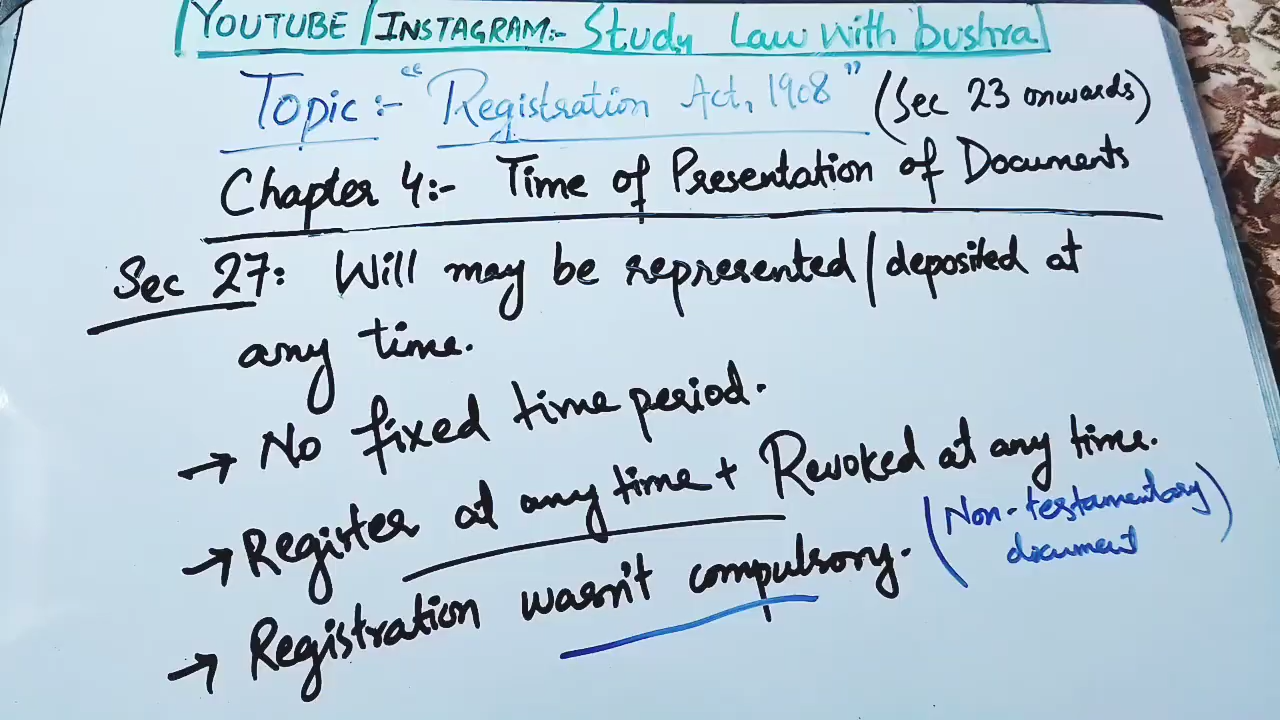 YOUTUBE/INSTAGRAM:- Study Law with bushra
Topic:- "Registration Act, 1908" (Sec 23 onwards)
Chapter 4:- Time of Presentation of Documents
Sec 27: Will may be represented/deposited at
any time.
→ No fixed time period.
→ Register at any time + Revoked at any time.
→ Registration wasn't compulsory. (Non-testamentary document)